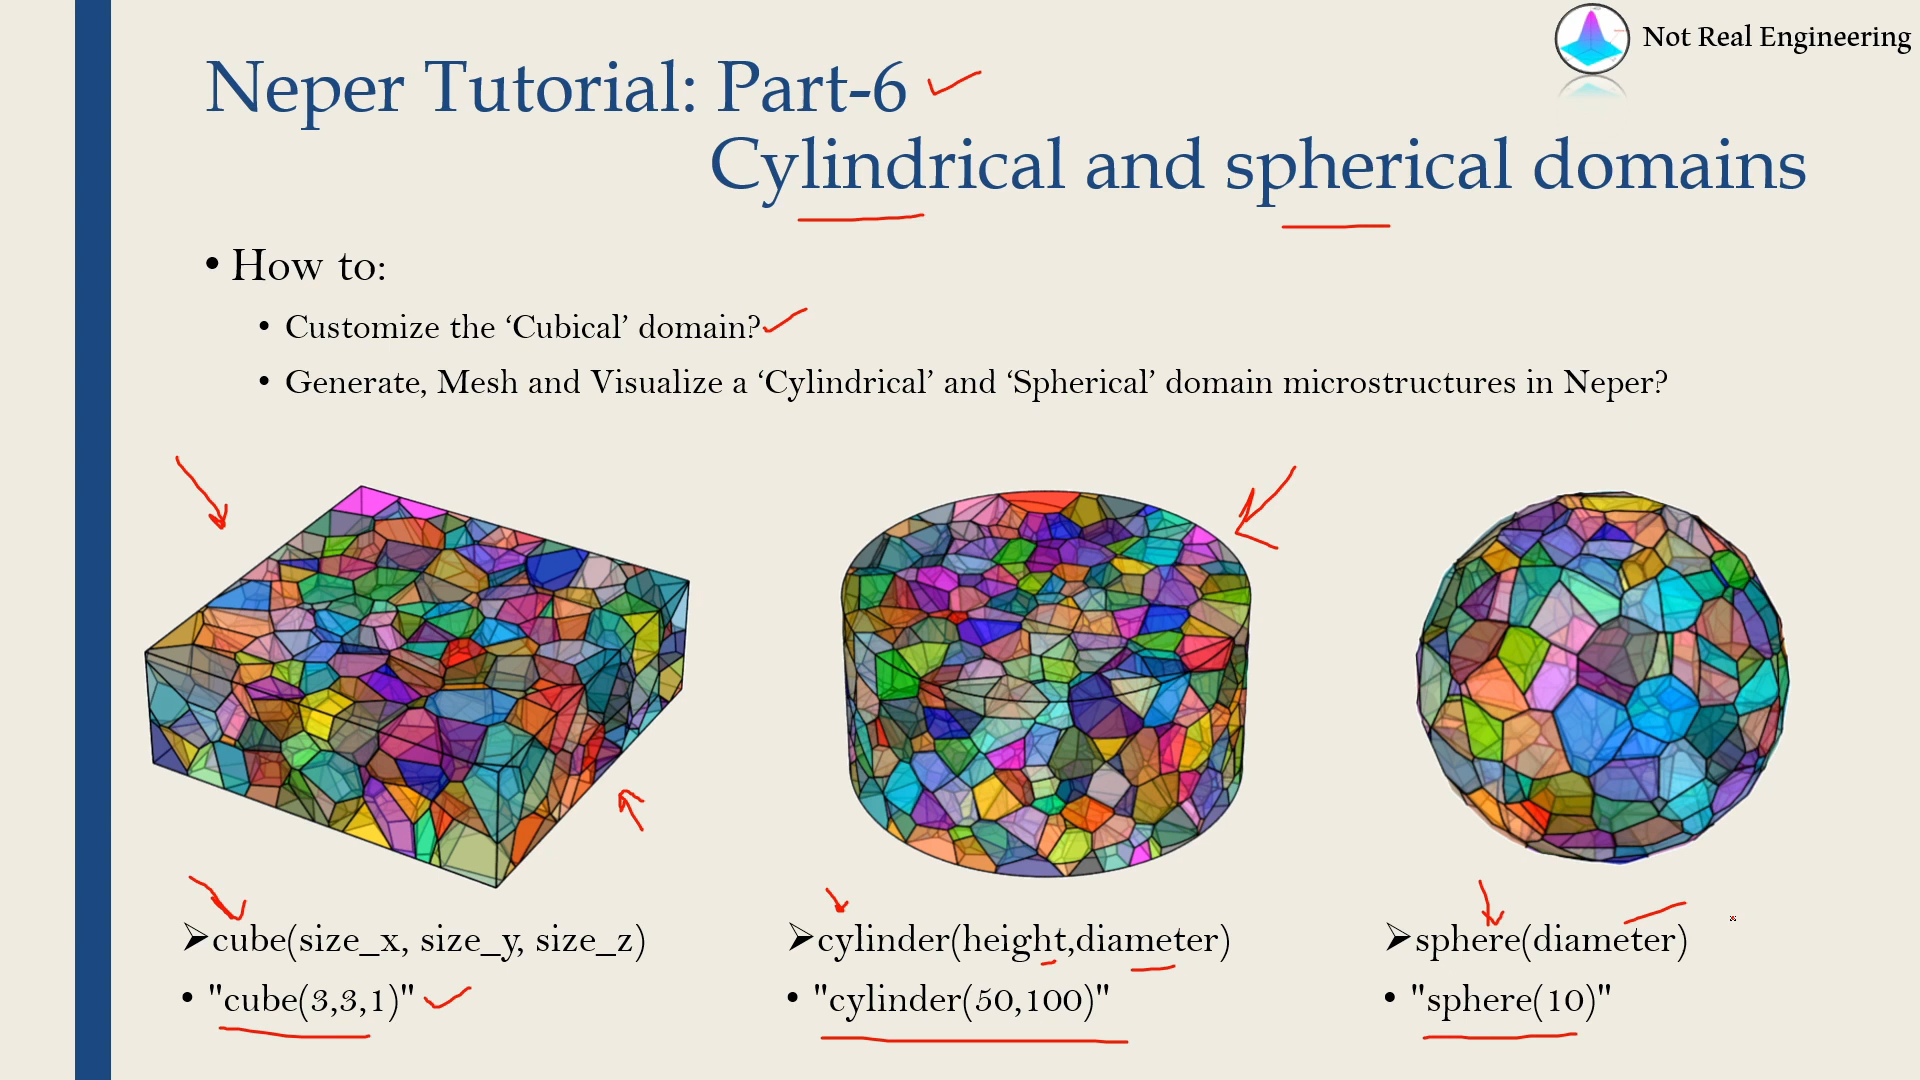 Not Real Engineering
Neper Tutorial: Part-6
Cylindrical and spherical domains
• How to:
• Customize the ‘Cubical’ domain?
• Generate, Mesh and Visualize a ‘Cylindrical’ and ‘Spherical’ domain microstructures in Neper?
➢cube(size_x, size_y, size_z)
• "cube(3,3,1)"
➢cylinder(height,diameter)
• "cylinder(50,100)"
➢sphere(diameter)
• "sphere(10)"